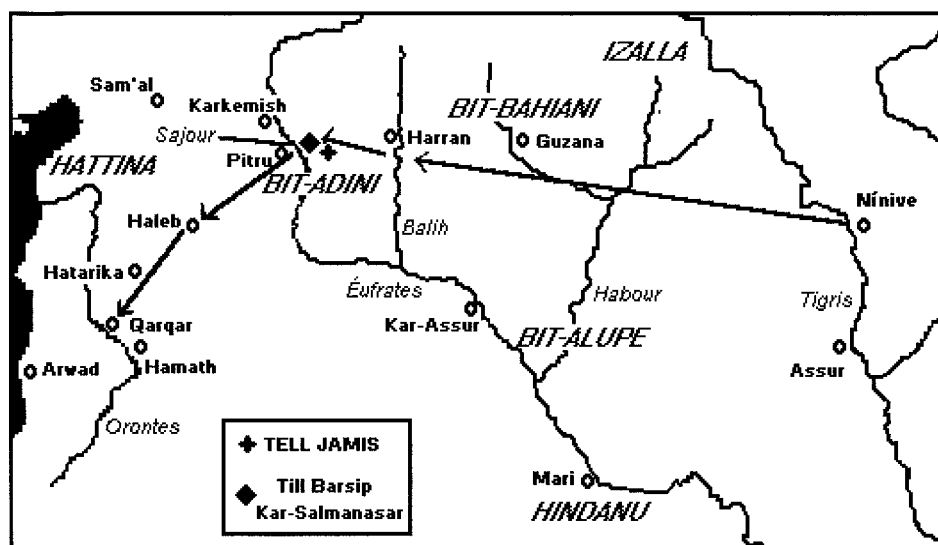 IZALLA
Sam'al
Karkemish
BIT-BAHIANI
Sajour
Harran
Guzana
HATTINA
Pitru
BIT-ADINI
Haleb
Balih
Nínive
Hatarika
Éufrates
Habour
Tigris
Qarqar
Kar-Assur
BIT-ALUPE
Hamath
Arwad
Assur
Orontes
TELL JAMIS
Till Barsip
Kar-Salmanasar
Mari
HINDANU